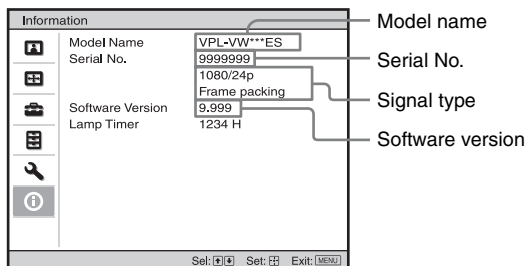 Information
Model Name VPL-VW***ES
Serial No. 9999999
1080/24p
Frame packing
Software Version 9.999
Lamp Timer 1234 H
Sel: Set: Exit: MENU
Model name
Serial No.
Signal type
Software version